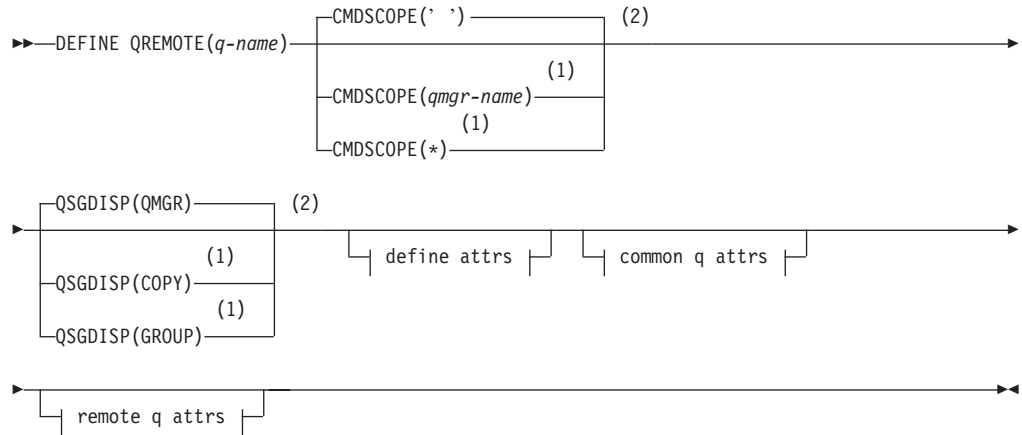 CMDSCOPE(' ') (2)
DEFINE QREMOTE(q-name)
(1)
CMDSCOPE(qmgr-name)
(1)
CMDSCOPE(*)
QSGDISP(QMGR) (2)
define attrs common q attrs
(1)
QSGDISP(COPY)
(1)
QSGDISP(GROUP)
remote q attrs